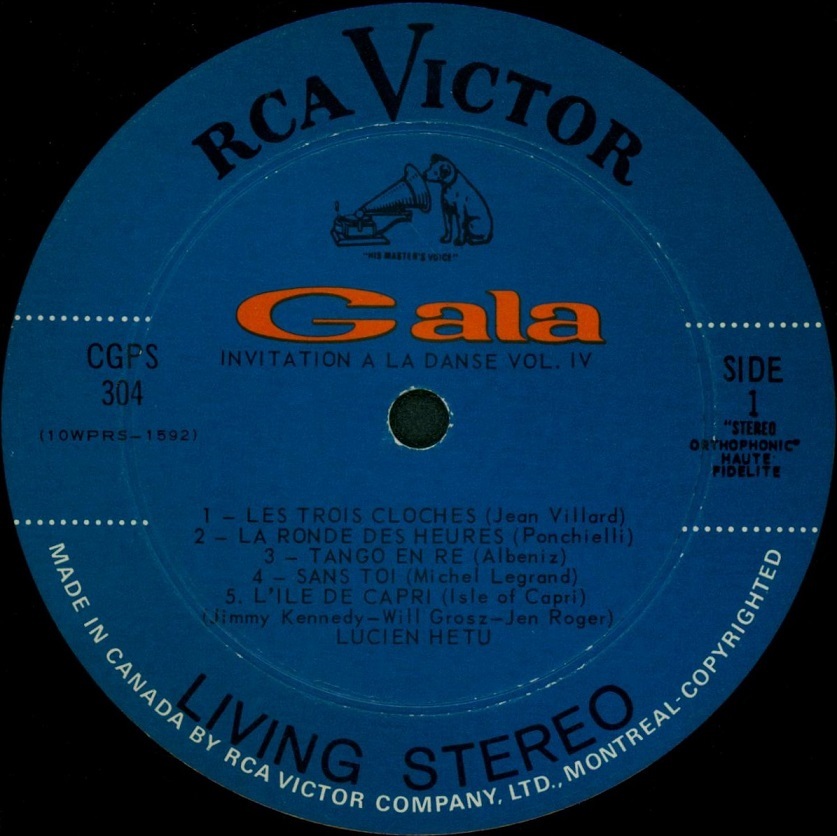 RCA VICTOR
"HIS MASTER'S VOICE"
Gala
INVITATION A LA DANSE VOL. IV
CGPS
304
(10WPRS-1592)
SIDE
1
"STEREO
ORTHOPHONIC"
HAUTE
FIDELITE
1 - LES TROIS CLOCHES (Jean Villard)
2 - LA RONDE DES HEURES (Ponchielli)
3 - TANGO EN RE (Albeniz)
4 - SANS TOI (Michel Legrand)
5. L'ILE DE CAPRI (Isle of Capri)
(Jimmy Kennedy-Will Grosz-Jen Roger)
LUCIEN HETU
LIVING STEREO
MADE IN CANADA BY RCA VICTOR COMPANY, LTD., MONTREAL-COPYRIGHTED